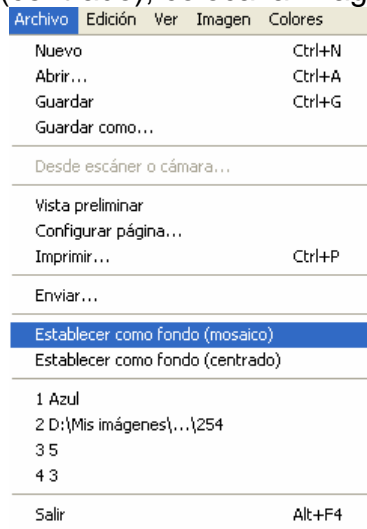 Archivo Edición Ver Imagen Colores
Nuevo Ctrl+N
Abrir... Ctrl+A
Guardar Ctrl+G
Guardar como...
Desde escáner o cámara...
Vista preliminar
Configurar página...
Imprimir... Ctrl+P
Enviar...
Establecer como fondo (mosaico)
Establecer como fondo (centrado)
1 Azul
2 D:\Mis imágenes\...\254
3 5
4 3
Salir Alt+F4